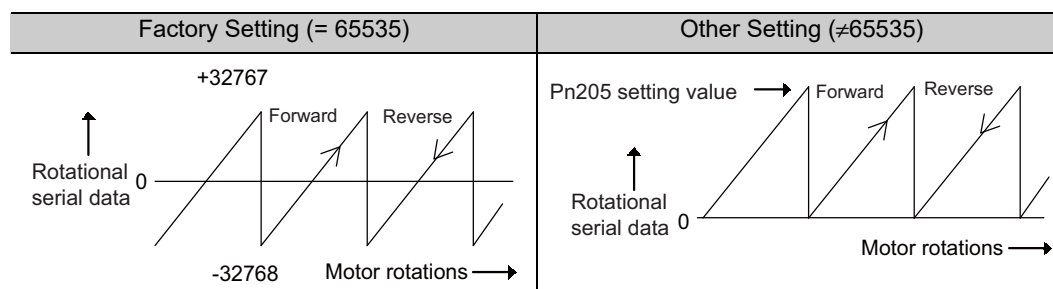 Factory Setting (= 65535)
Other Setting (≠65535)
+32767
Forward
Reverse
Rotational
serial data
0
-32768
Motor rotations
Pn205 setting value
Forward
Reverse
Rotational
serial data
0
Motor rotations